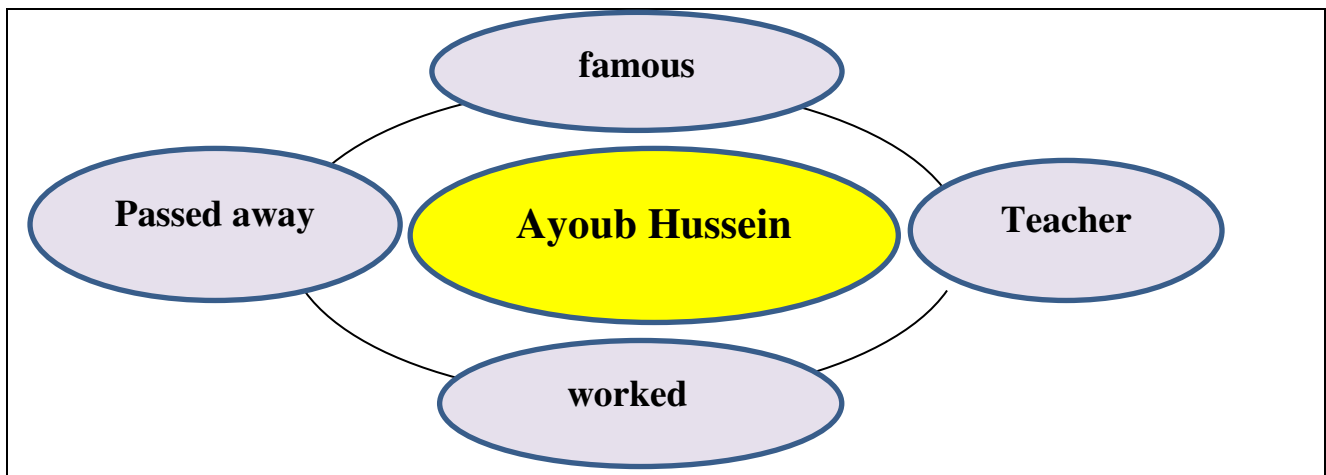 famous
Passed away
Ayoub Hussein
Teacher
worked